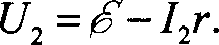 U₂ = ℰ − I₂r.